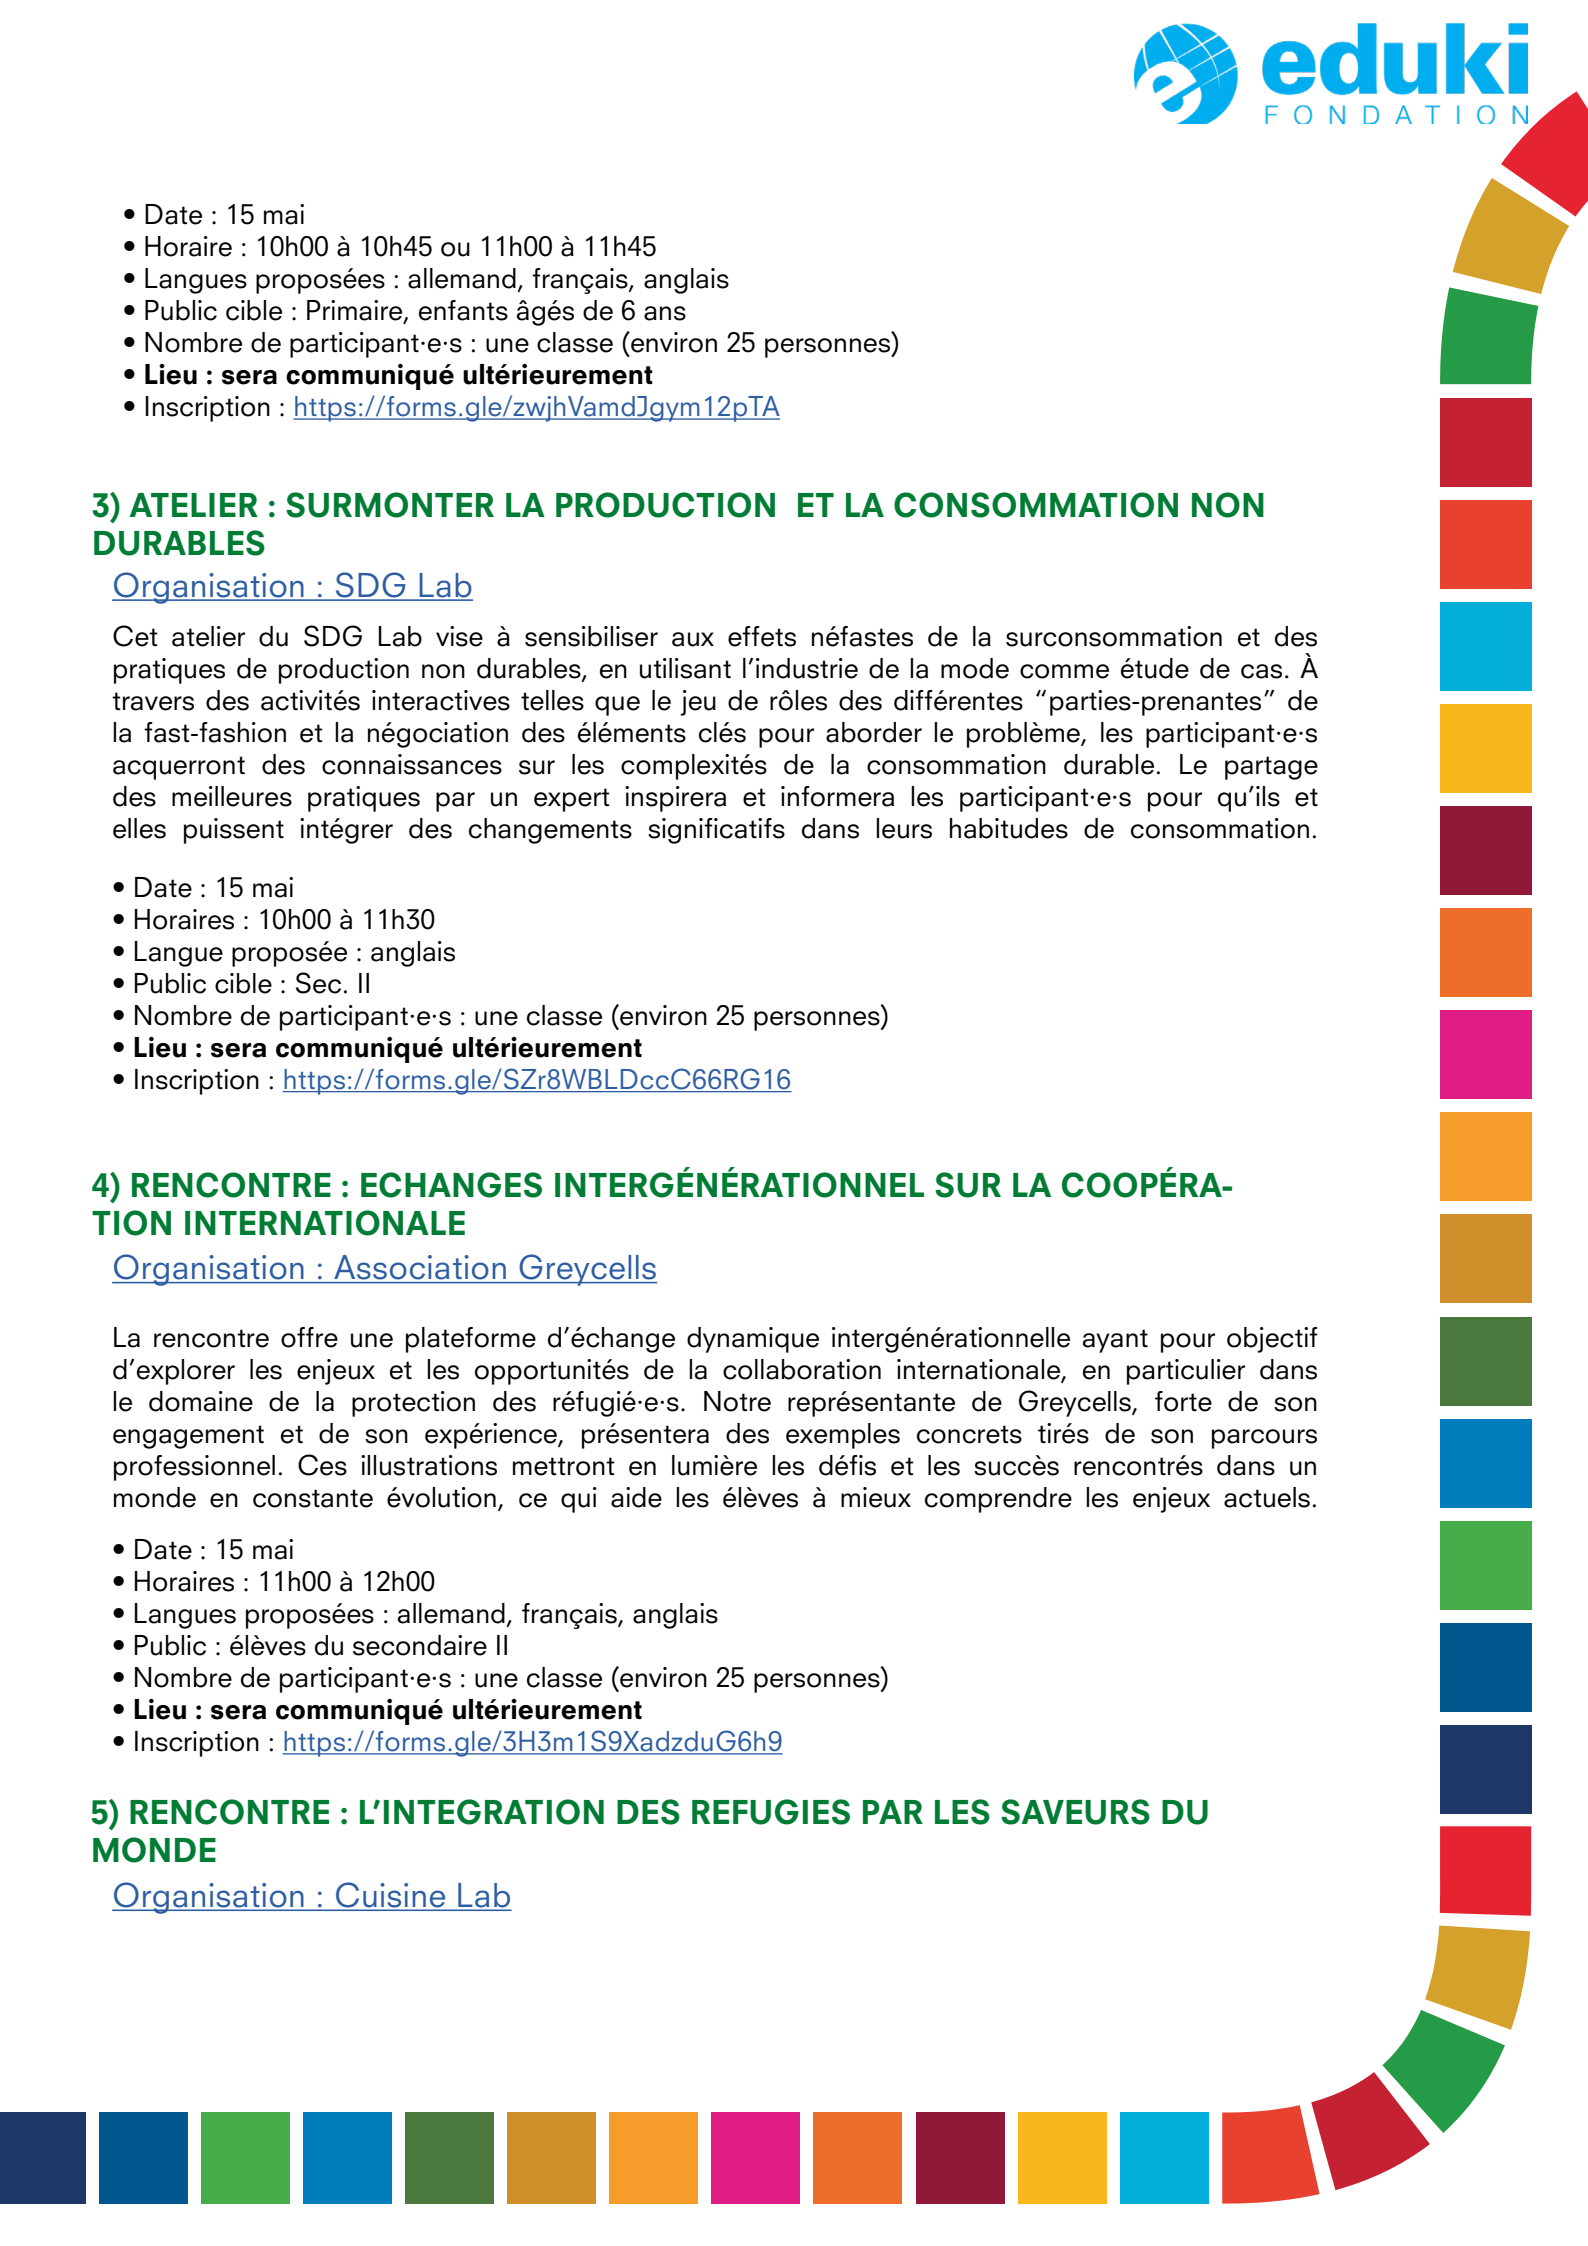 eduki
FONDATION
• Date : 15 mai
• Horaire : 10h00 à 10h45 ou 11h00 à 11h45
• Langues proposées : allemand, français, anglais
• Public cible : Primaire, enfants âgés de 6 ans
• Nombre de participant·e·s : une classe (environ 25 personnes)
• Lieu : sera communiqué ultérieurement
• Inscription : https://forms.gle/zwjhVamdJgym12pTA
3) ATELIER : SURMONTER LA PRODUCTION ET LA CONSOMMATION NON
DURABLES
Organisation : SDG Lab
Cet atelier du SDG Lab vise à sensibiliser aux effets néfastes de la surconsommation et des
pratiques de production non durables, en utilisant l’industrie de la mode comme étude de cas. À
travers des activités interactives telles que le jeu de rôles des différentes “parties-prenantes” de
la fast-fashion et la négociation des éléments clés pour aborder le problème, les participant·e·s
acquerront des connaissances sur les complexités de la consommation durable. Le partage
des meilleures pratiques par un expert inspirera et informera les participant·e·s pour qu’ils et
elles puissent intégrer des changements significatifs dans leurs habitudes de consommation.
• Date : 15 mai
• Horaires : 10h00 à 11h30
• Langue proposée : anglais
• Public cible : Sec. II
• Nombre de participant·e·s : une classe (environ 25 personnes)
• Lieu : sera communiqué ultérieurement
• Inscription : https://forms.gle/SZr8WBLDccC66RG16
4) RENCONTRE : ECHANGES INTERGÉNÉRATIONNEL SUR LA COOPÉRA-
TION INTERNATIONALE
Organisation : Association Greycells
La rencontre offre une plateforme d’échange dynamique intergénérationnelle ayant pour objectif
d’explorer les enjeux et les opportunités de la collaboration internationale, en particulier dans
le domaine de la protection des réfugié·e·s. Notre représentante de Greycells, forte de son
engagement et de son expérience, présentera des exemples concrets tirés de son parcours
professionnel. Ces illustrations mettront en lumière les défis et les succès rencontrés dans un
monde en constante évolution, ce qui aide les élèves à mieux comprendre les enjeux actuels.
• Date : 15 mai
• Horaires : 11h00 à 12h00
• Langues proposées : allemand, français, anglais
• Public : élèves du secondaire II
• Nombre de participant·e·s : une classe (environ 25 personnes)
• Lieu : sera communiqué ultérieurement
• Inscription : https://forms.gle/3H3m1S9XadzduG6h9
5) RENCONTRE : L’INTEGRATION DES REFUGIES PAR LES SAVEURS DU
MONDE
Organisation : Cuisine Lab